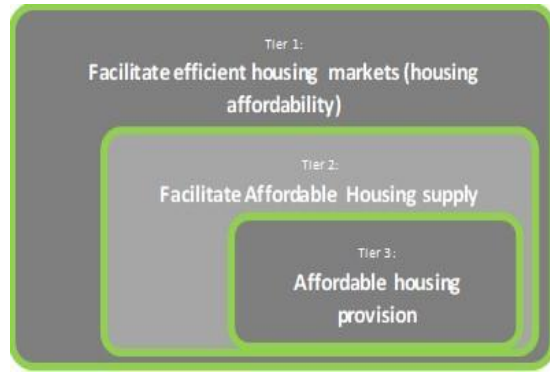 Tier 1:
Facilitate efficient housing markets (housing
affordability)
Tier 2:
Facilitate Affordable Housing supply
Tier 3:
Affordable housing
provision